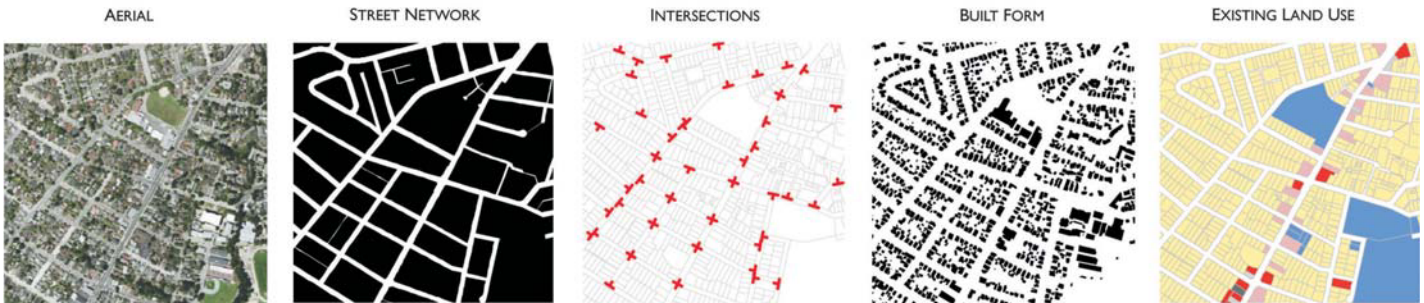 AERIAL
STREET NETWORK
INTERSECTIONS
BUILT FORM
EXISTING LAND USE